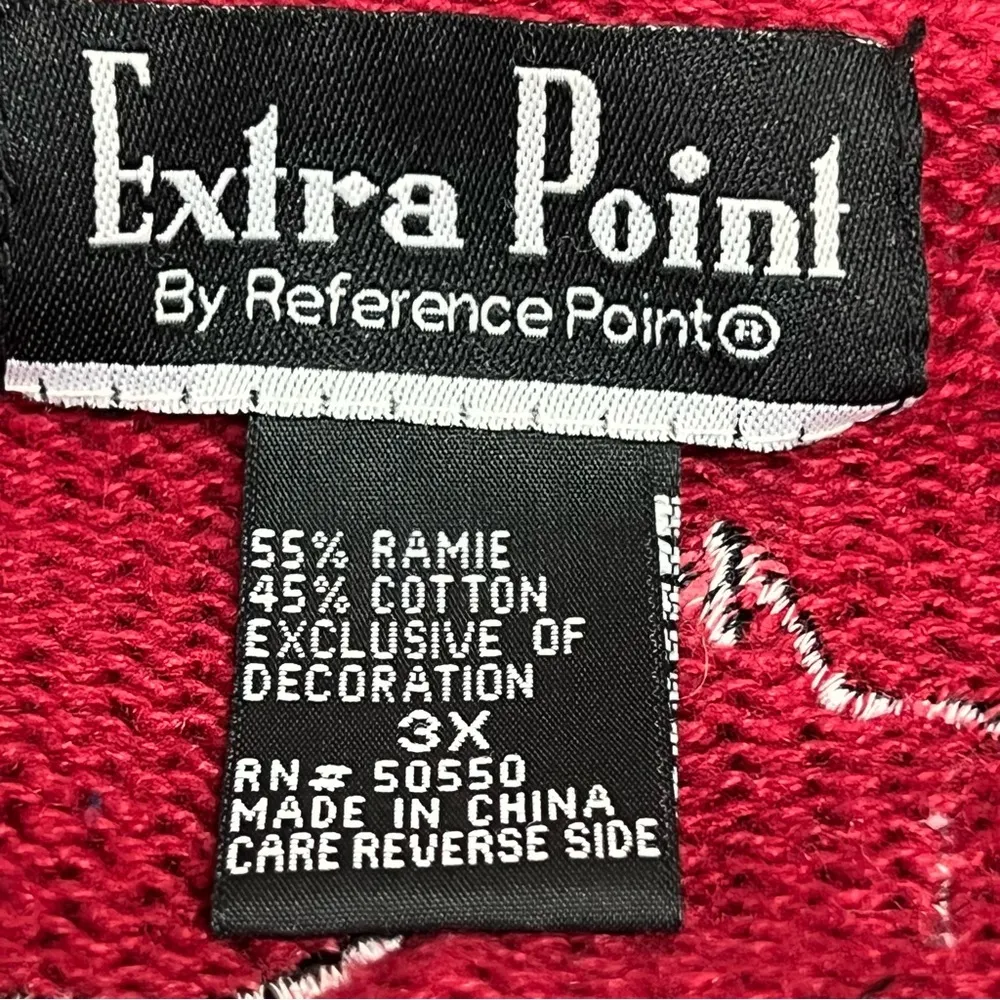 Extra Point
By Reference Point®
55% RAMIE
45% COTTON
EXCLUSIVE OF
DECORATION
3X
RN# 50550
MADE IN CHINA
CARE REVERSE SIDE